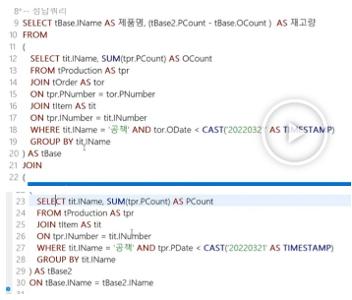 8 -- 정답쿼리
9 SELECT tBase.IName AS 제품명, (tBase2.PCount - tBase.OCount ) AS 재고량
10 FROM
11 (
12 SELECT tit.IName, SUM(tpr.PCount) AS OCount
13 FROM tProduction AS tpr
14 JOIN tOrder AS tor
15 ON tpr.PNumber = tor.PNumber
16 JOIN tItem AS tit
17 ON tpr.INumber = tit.INumber
18 WHERE tit.IName = '공책' AND tor.ODate < CAST('2022032 ' AS TIMESTAMP)
19 GROUP BY tit.IName
20 ) AS tBase
21 JOIN
22 (
23 SELECT tit.IName, SUM(tpr.PCount) AS PCount
24 FROM tProduction AS tpr
25 JOIN tItem AS tit
26 ON tpr.INumber = tit.INumber
27 WHERE tit.IName = '공책' AND tpr.PDate < CAST('20220321' AS TIMESTAMP)
28 GROUP BY tit.IName
29 ) AS tBase2
30 ON tBase.IName = tBase2.IName